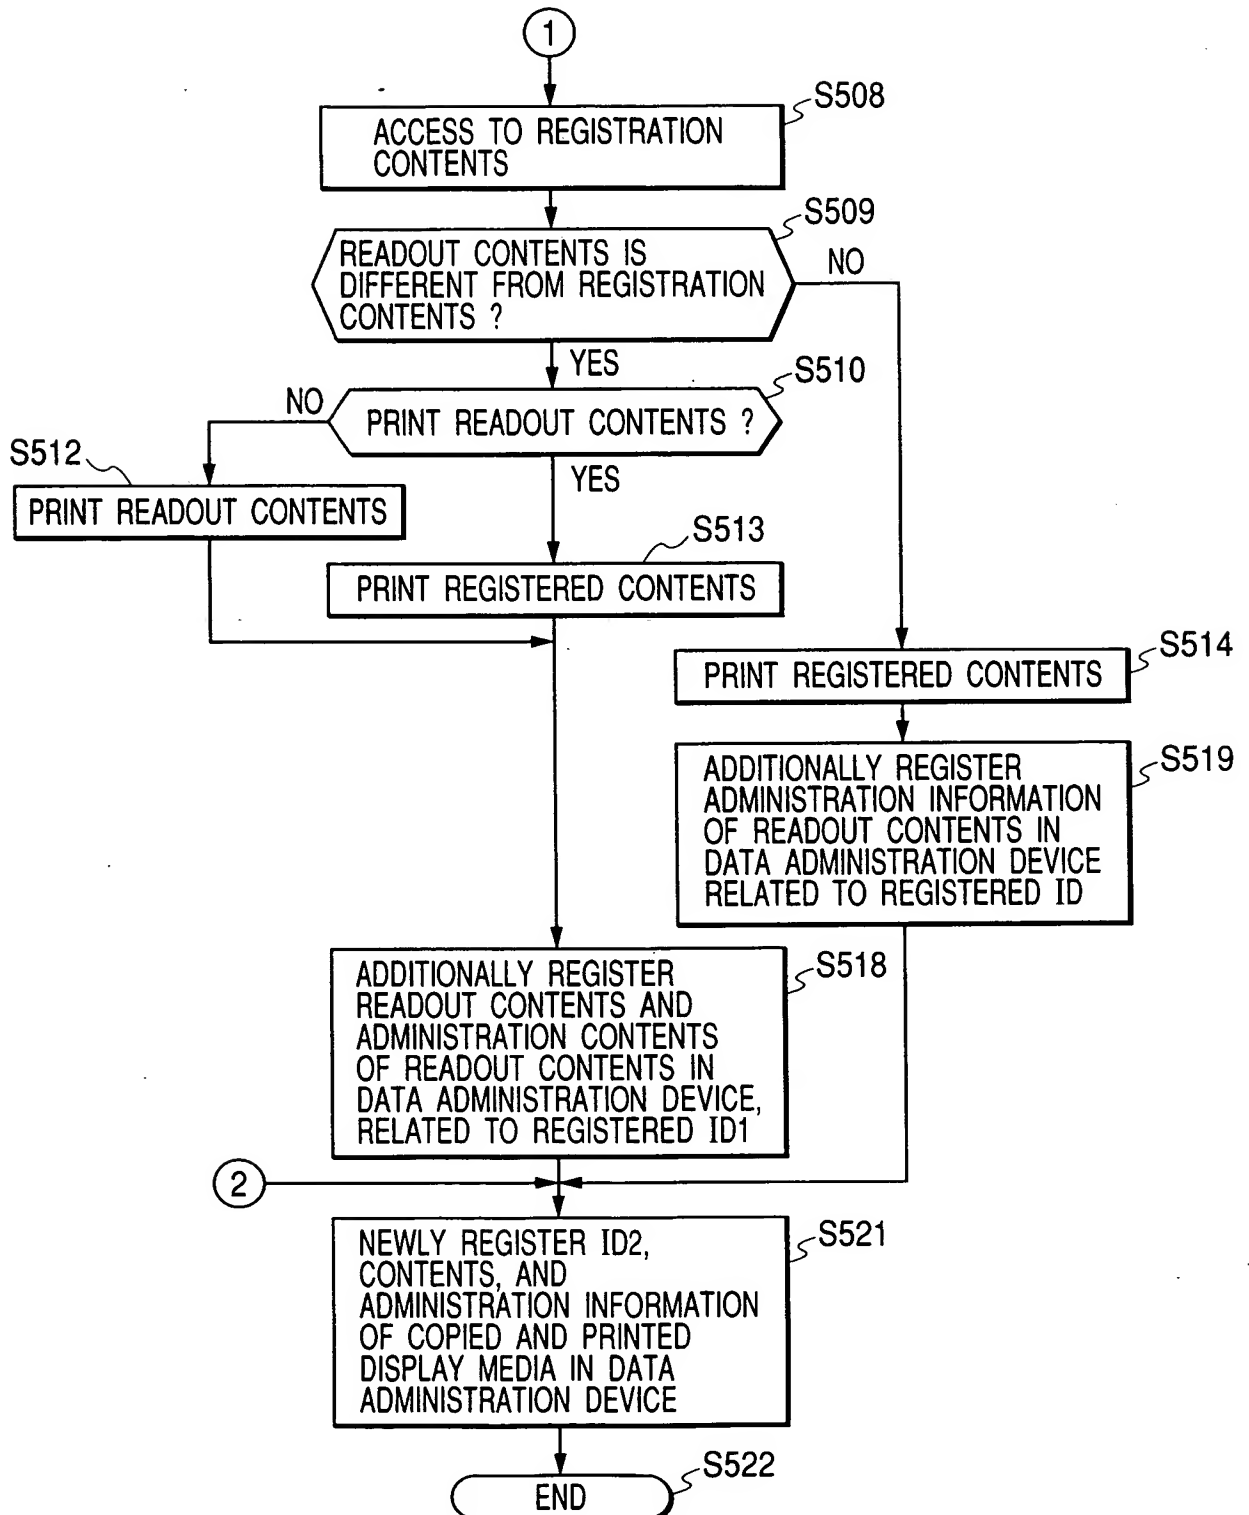 1
S508
ACCESS TO REGISTRATION
CONTENTS
S509
READOUT CONTENTS IS
DIFFERENT FROM REGISTRATION
CONTENTS ?
NO
YES
S510
NO
PRINT READOUT CONTENTS ?
S512
YES
PRINT READOUT CONTENTS
S513
PRINT REGISTERED CONTENTS
S514
PRINT REGISTERED CONTENTS
S519
ADDITIONALLY REGISTER
ADMINISTRATION INFORMATION
OF READOUT CONTENTS IN
DATA ADMINISTRATION DEVICE
RELATED TO REGISTERED ID
S518
ADDITIONALLY REGISTER
READOUT CONTENTS AND
ADMINISTRATION CONTENTS
OF READOUT CONTENTS IN
DATA ADMINISTRATION DEVICE,
RELATED TO REGISTERED ID1
2
S521
NEWLY REGISTER ID2,
CONTENTS, AND
ADMINISTRATION INFORMATION
OF COPIED AND PRINTED
DISPLAY MEDIA IN DATA
ADMINISTRATION DEVICE
S522
END